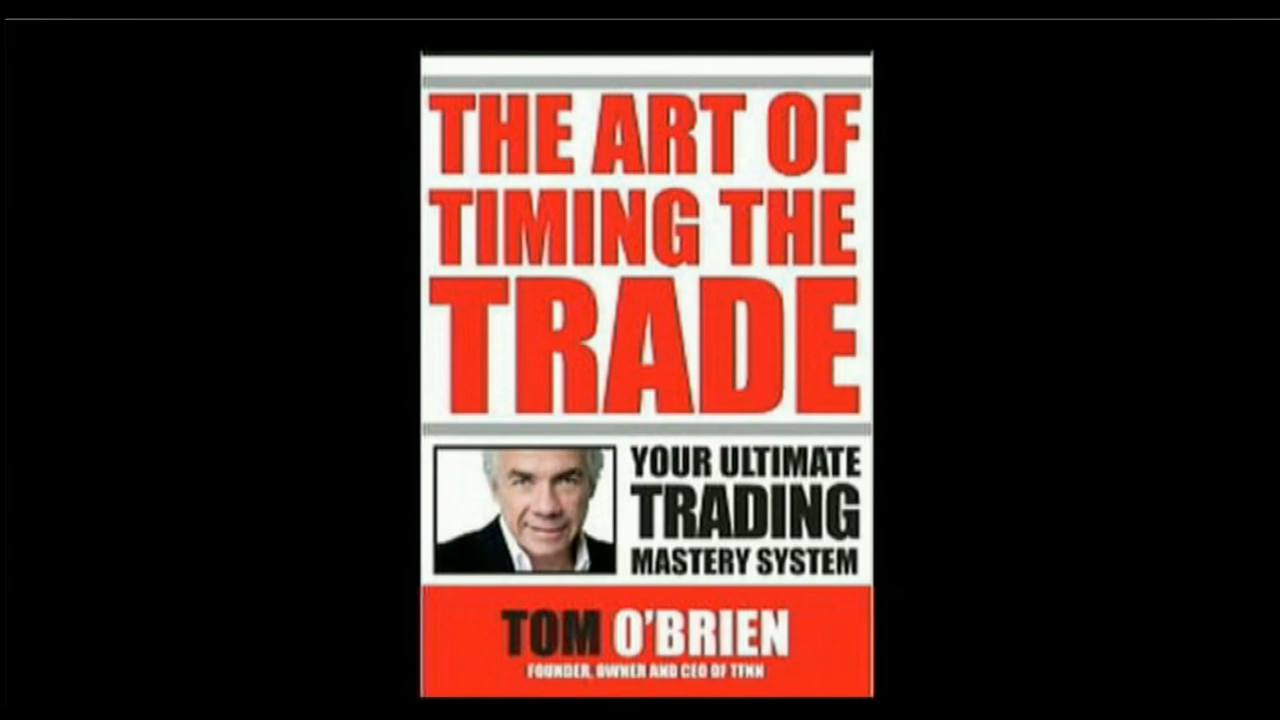 THE ART OF
TIMING THE
TRADE
YOUR ULTIMATE
TRADING
MASTERY SYSTEM
TOM O'BRIEN
FOUNDER, OWNER AND CEO OF TFNN